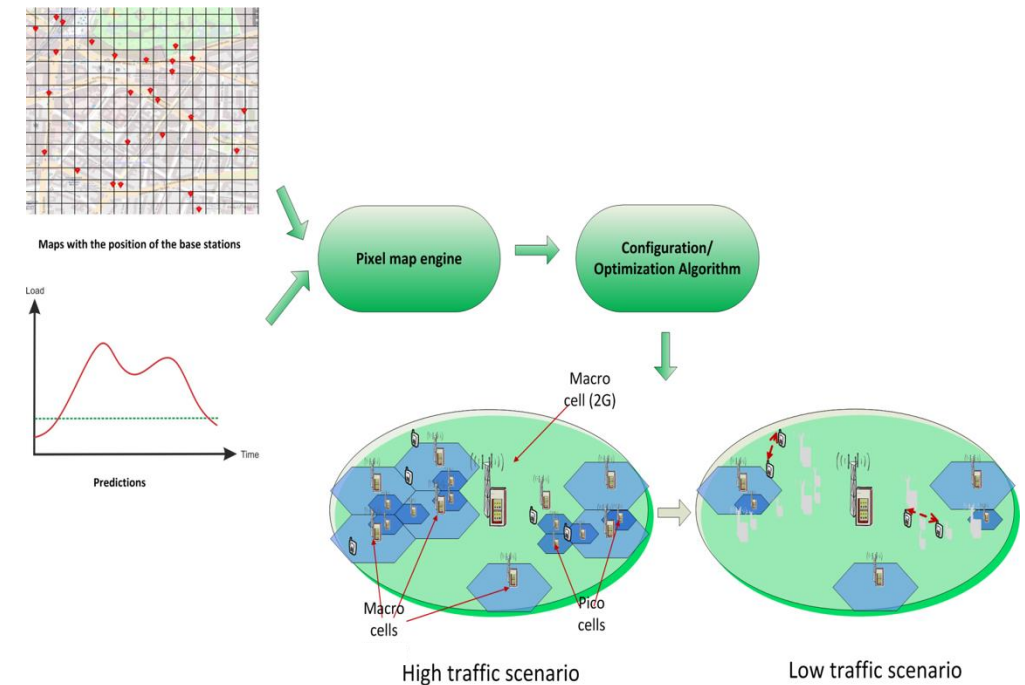 Maps with the position of the base stations
Load
Time
Predictions
Pixel map engine
Configuration/
Optimization Algorithm
Macro
cell (2G)
Macro
cells
Pico
cells
High traffic scenario
Low traffic scenario